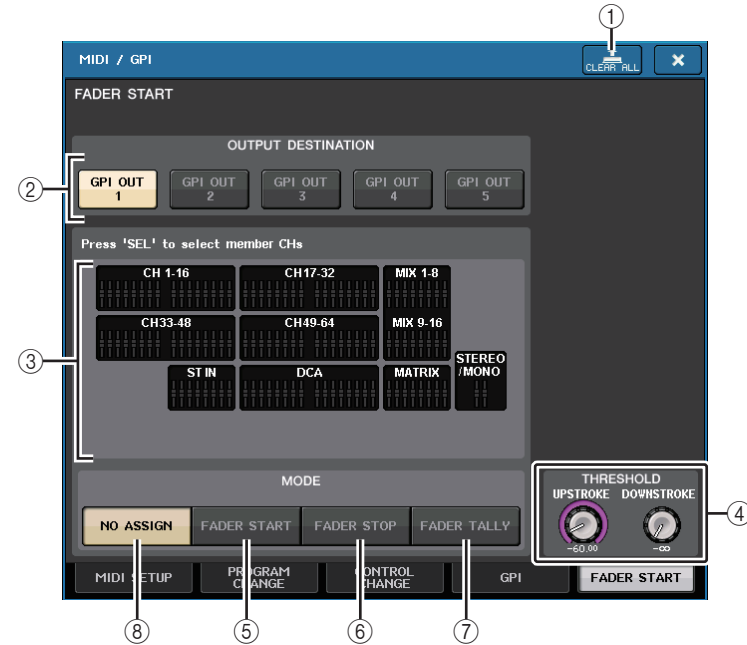 ①
MIDI / GPI
CLEAR ALL
FADER START
OUTPUT DESTINATION
②
GPI OUT 1
GPI OUT 2
GPI OUT 3
GPI OUT 4
GPI OUT 5
Press 'SEL' to select member CHs
③
CH 1-16
CH17-32
MIX 1-8
CH33-48
CH49-64
MIX 9-16
ST IN
DCA
MATRIX
STEREO
/MONO
MODE
NO ASSIGN
FADER START
FADER STOP
FADER TALLY
THRESHOLD
UPSTROKE
DOWNSTROKE
④
-60.00
-∞
MIDI SETUP
PROGRAM
CHANGE
CONTROL
CHANGE
GPI
FADER START
⑧
⑤
⑥
⑦